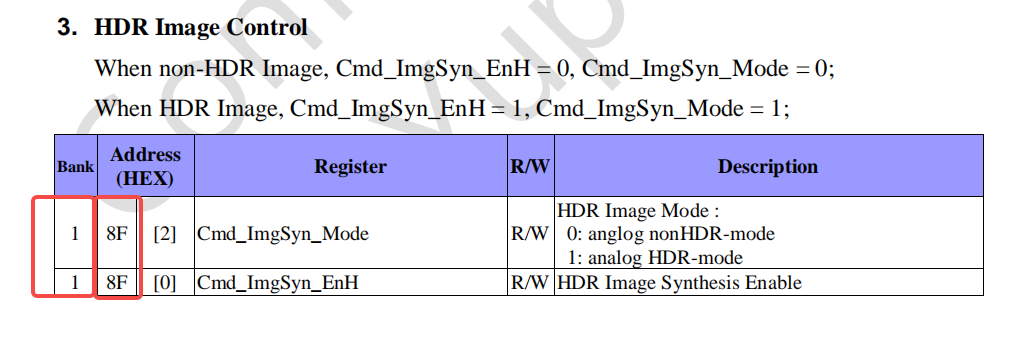 3. HDR Image Control
When non-HDR Image, Cmd_ImgSyn_EnH = 0, Cmd_ImgSyn_Mode = 0;
When HDR Image, Cmd_ImgSyn_EnH = 1, Cmd_ImgSyn_Mode = 1;
Bank Address (HEX) Register R/W Description
1 8F [2] Cmd_ImgSyn_Mode R/W HDR Image Mode :
0: anglog nonHDR-mode
1: analog HDR-mode
1 8F [0] Cmd_ImgSyn_EnH R/W HDR Image Synthesis Enable